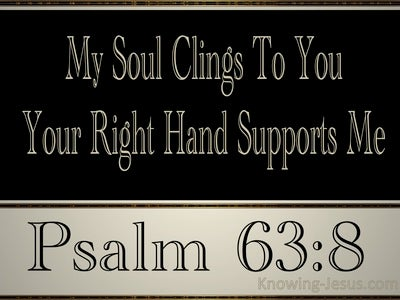 My Soul Clings To You
Your Right Hand Supports Me
Psalm 63:8
Knowing-Jesus.com